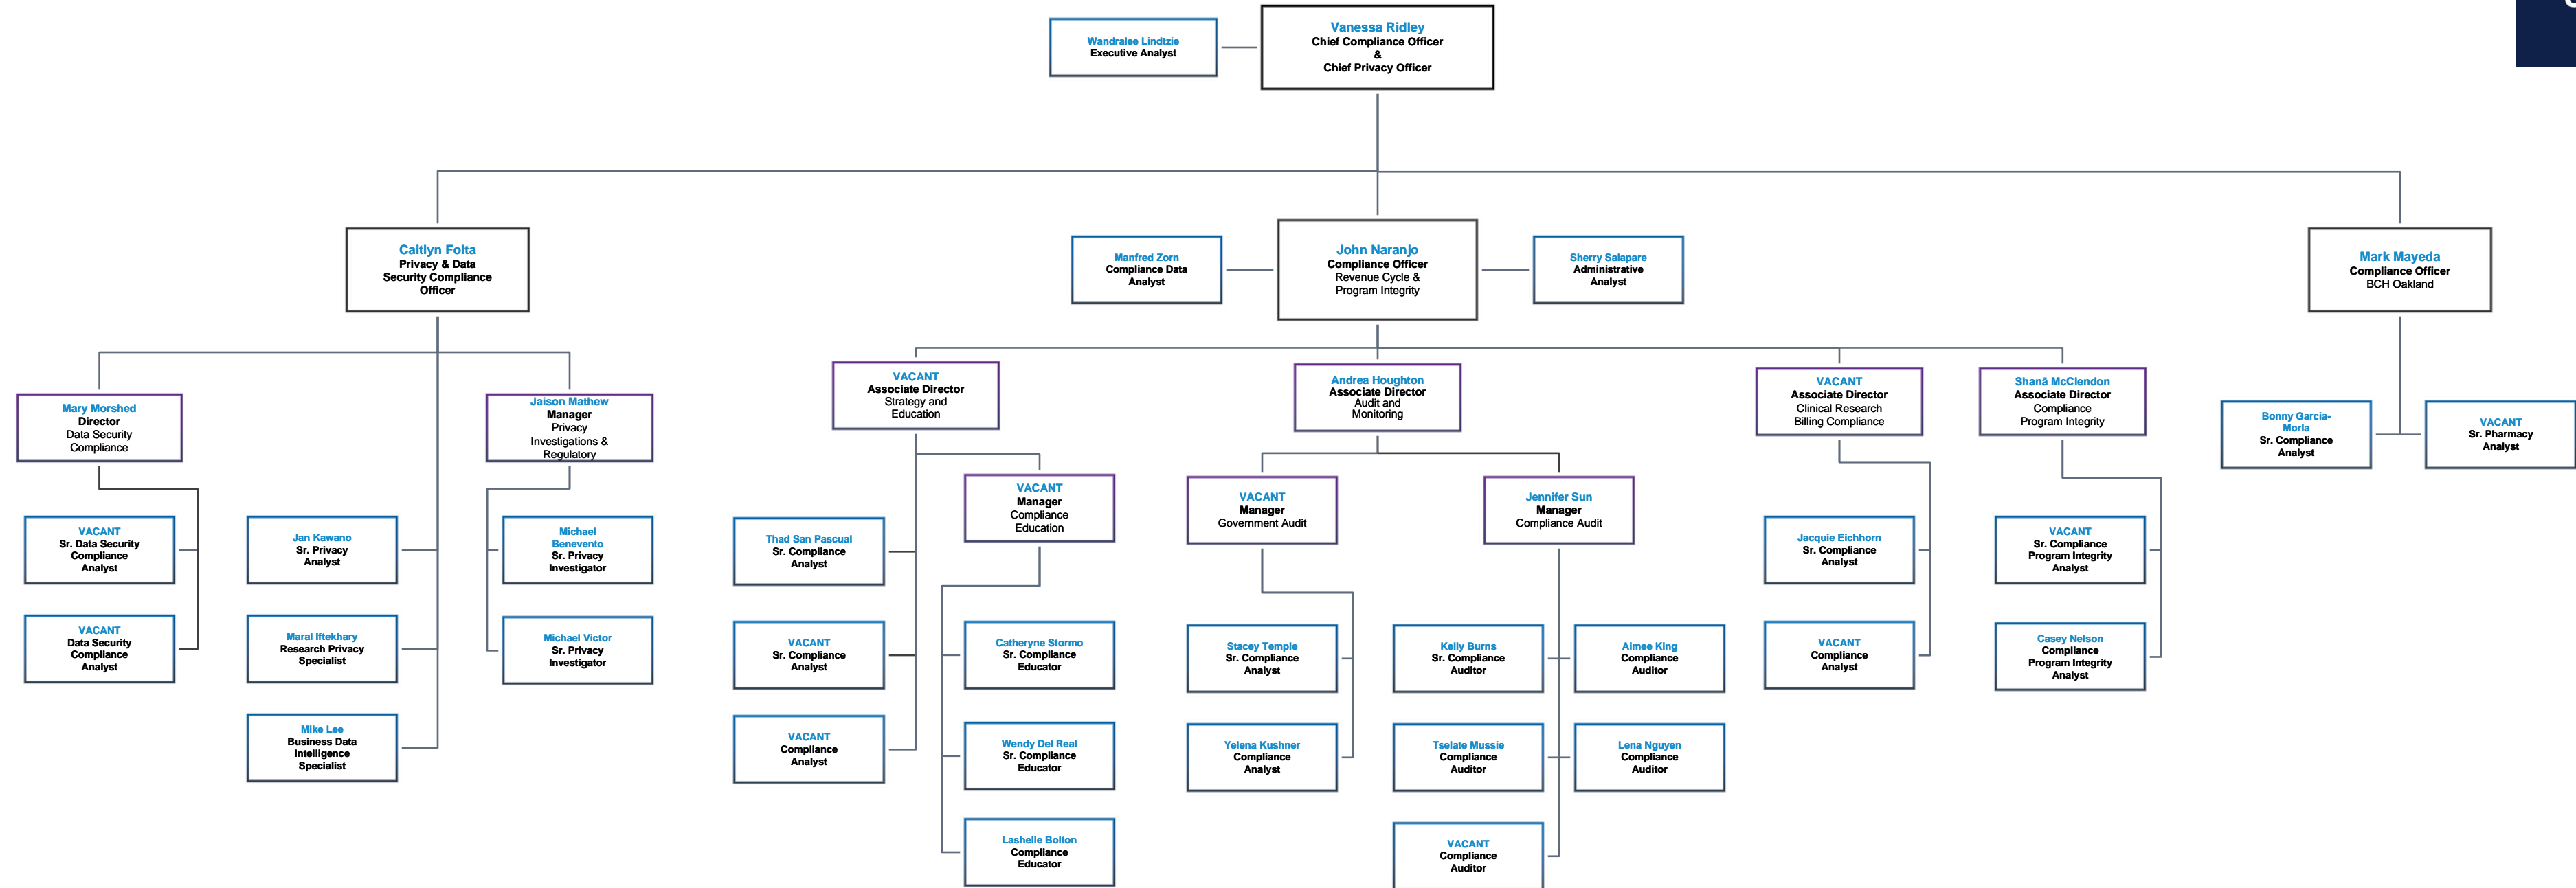 Wandralee Lindtzie
Executive Analyst
Vanessa Ridley
Chief Compliance Officer
&
Chief Privacy Officer
Caitlyn Folta
Privacy & Data
Security Compliance
Officer
Manfred Zorn
Compliance Data
Analyst
John Naranjo
Compliance Officer
Revenue Cycle &
Program Integrity
Sherry Salapare
Administrative
Analyst
Mark Mayeda
Compliance Officer
BCH Oakland
Mary Morshed
Director
Data Security
Compliance
Jaison Mathew
Manager
Privacy
Investigations &
Regulatory
VACANT
Associate Director
Strategy and
Education
Andrea Houghton
Associate Director
Audit and
Monitoring
VACANT
Associate Director
Clinical Research
Billing Compliance
Shanã McClendon
Associate Director
Compliance
Program Integrity
Bonny Garcia-
Morla
Sr. Compliance
Analyst
VACANT
Sr. Pharmacy
Analyst
VACANT
Manager
Compliance
Education
VACANT
Manager
Government Audit
Jennifer Sun
Manager
Compliance Audit
VACANT
Sr. Data Security
Compliance
Analyst
Jan Kawano
Sr. Privacy
Analyst
Michael
Benevento
Sr. Privacy
Investigator
Thad San Pascual
Sr. Compliance
Analyst
Jacquie Eichhorn
Sr. Compliance
Analyst
VACANT
Sr. Compliance
Program Integrity
Analyst
VACANT
Data Security
Compliance
Analyst
Maral Iftekhary
Research Privacy
Specialist
Michael Victor
Sr. Privacy
Investigator
VACANT
Sr. Compliance
Analyst
Catheryne Stormo
Sr. Compliance
Educator
Stacey Temple
Sr. Compliance
Analyst
Kelly Burns
Sr. Compliance
Auditor
Aimee King
Compliance
Auditor
VACANT
Compliance
Analyst
Casey Nelson
Compliance
Program Integrity
Analyst
Mike Lee
Business Data
Intelligence
Specialist
VACANT
Compliance
Analyst
Wendy Del Real
Sr. Compliance
Educator
Yelena Kushner
Compliance
Analyst
Tselate Mussie
Compliance
Auditor
Lena Nguyen
Compliance
Auditor
Lashelle Bolton
Compliance
Educator
VACANT
Compliance
Auditor